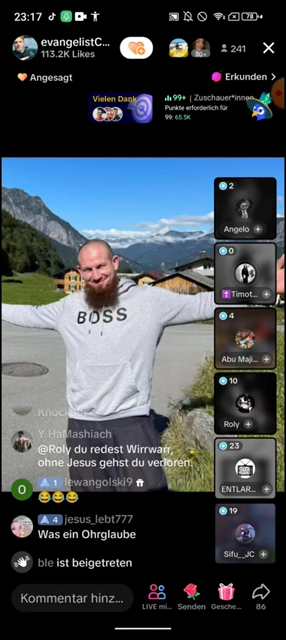 23:17
78
evangelistC...
113.2K Likes
241
30+
Angesagt
Erkunden
Vielen Dank
99+ | Zuschauer*innen
Punkte erforderlich für
99: 65.5K
2
Angelo
0
Timot...
4
Abu Maji...
10
Roly
23
ENTLAR...
19
Sifu__JC
BOSS
Y. HaMashiach
@Roly du redest Wirrwarr,
ohne Jesus gehst du verloren.
O
1 lewangolski9
😂😂😂
4 jesus_lebt777
Was ein Ohrglaube
ble ist beigetreten
Kommentar hinz...
LIVE mi...
Senden
Gesche...
86